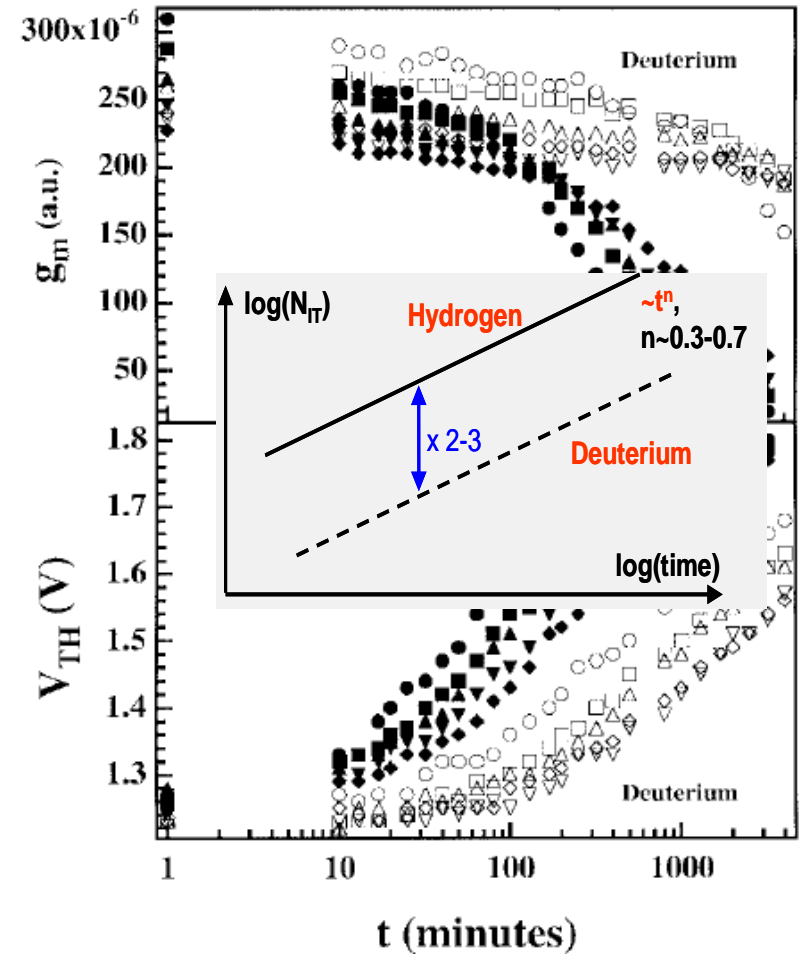 300x10⁻⁶
250
200
150
100
50
gₘ (a.u.)
Deuterium
log(N_IT)
Hydrogen
~tⁿ,
n~0.3-0.7
x 2-3
Deuterium
log(time)
1.8
1.7
1.6
1.5
1.4
1.3
V_TH (V)
Deuterium
1
10
100
1000
t (minutes)